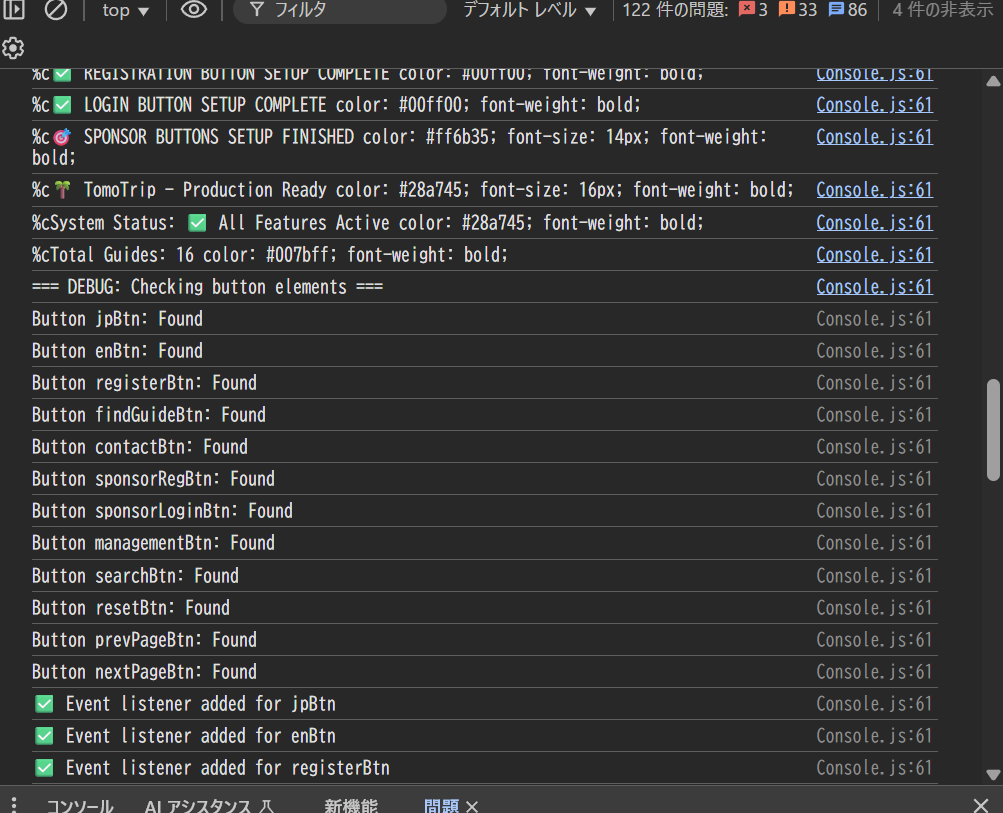 top ▼ フィルタ デフォルト レベル ▼ 122 件の問題: 3 33 86 4 件の非表示
%c✅ REGISTRATION BUTTON SETUP COMPLETE color: #00ff00; font-weight: bold; Console.js:61
%c✅ LOGIN BUTTON SETUP COMPLETE color: #00ff00; font-weight: bold; Console.js:61
%c🎯 SPONSOR BUTTONS SETUP FINISHED color: #ff6b35; font-size: 14px; font-weight: Console.js:61
bold;
%c🌴 TomoTrip - Production Ready color: #28a745; font-size: 16px; font-weight: bold; Console.js:61
%cSystem Status: ✅ All Features Active color: #28a745; font-weight: bold; Console.js:61
%cTotal Guides: 16 color: #007bff; font-weight: bold; Console.js:61
=== DEBUG: Checking button elements === Console.js:61
Button jpBtn: Found Console.js:61
Button enBtn: Found Console.js:61
Button registerBtn: Found Console.js:61
Button findGuideBtn: Found Console.js:61
Button contactBtn: Found Console.js:61
Button sponsorRegBtn: Found Console.js:61
Button sponsorLoginBtn: Found Console.js:61
Button managementBtn: Found Console.js:61
Button searchBtn: Found Console.js:61
Button resetBtn: Found Console.js:61
Button prevPageBtn: Found Console.js:61
Button nextPageBtn: Found Console.js:61
✅ Event listener added for jpBtn Console.js:61
✅ Event listener added for enBtn Console.js:61
✅ Event listener added for registerBtn Console.js:61
コンソール AI アシスタンス 新機能 問題 ×